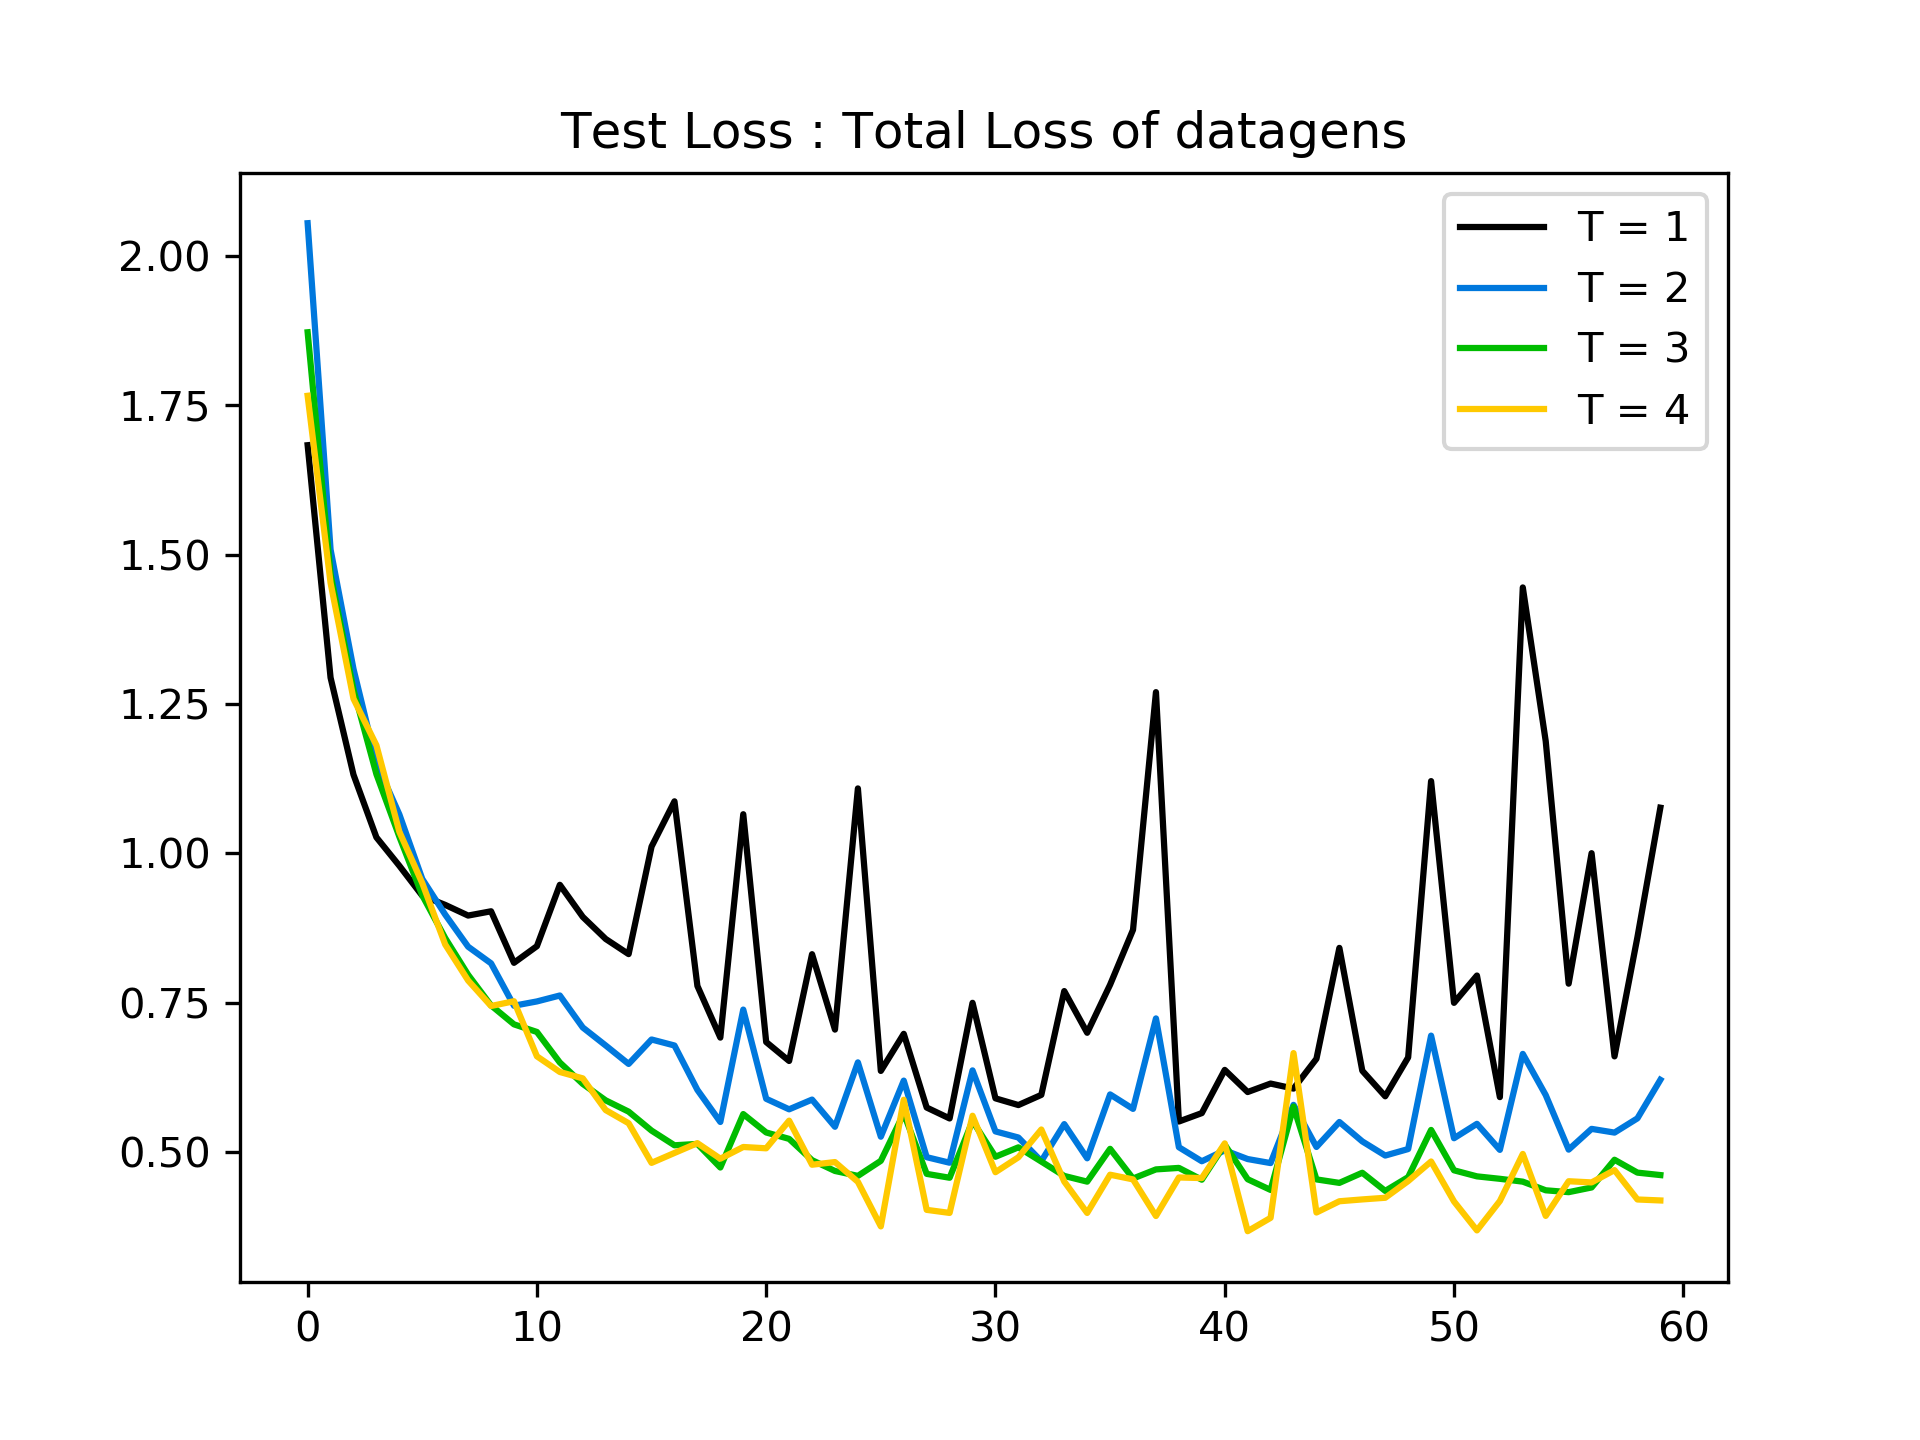 Test Loss : Total Loss of datagens
T = 1
T = 2
T = 3
T = 4
2.00
1.75
1.50
1.25
1.00
0.75
0.50
0 10 20 30 40 50 60